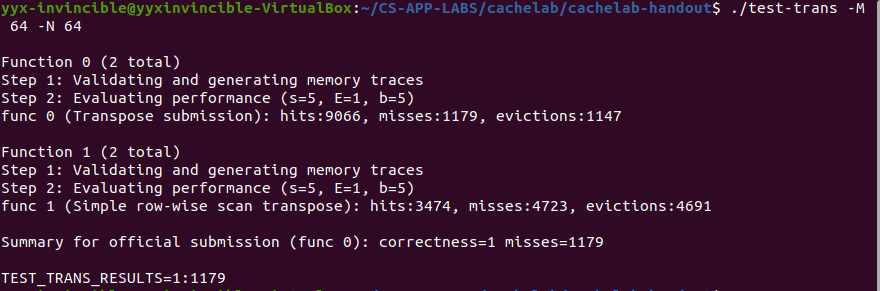 yyx-invincible@yyxinvincible-VirtualBox:~/CS-APP-LABS/cachelab/cachelab-handout$ ./test-trans -M
 64 -N 64
Function 0 (2 total)
Step 1: Validating and generating memory traces
Step 2: Evaluating performance (s=5, E=1, b=5)
func 0 (Transpose submission): hits:9066, misses:1179, evictions:1147
Function 1 (2 total)
Step 1: Validating and generating memory traces
Step 2: Evaluating performance (s=5, E=1, b=5)
func 1 (Simple row-wise scan transpose): hits:3474, misses:4723, evictions:4691
Summary for official submission (func 0): correctness=1 misses=1179
TEST_TRANS_RESULTS=1:1179